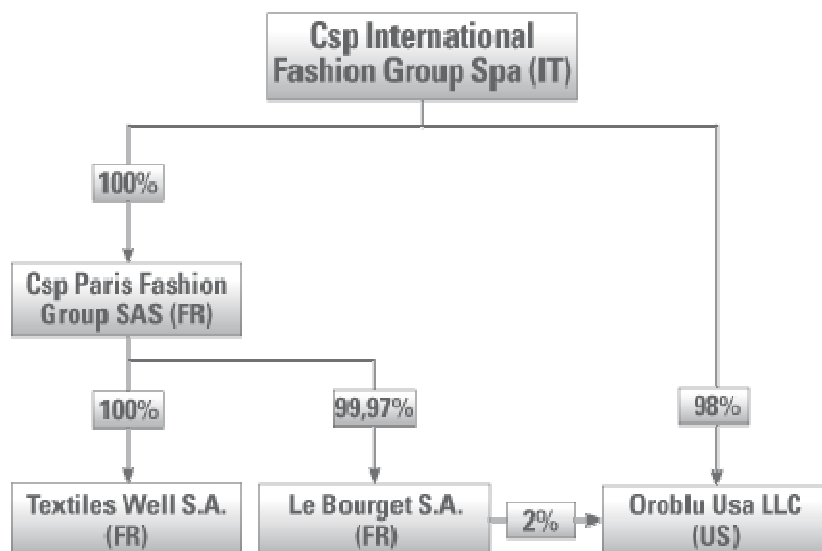 Csp International
Fashion Group Spa (IT)
100%
Csp Paris Fashion
Group SAS (FR)
100%
99,97%
98%
Textiles Well S.A.
(FR)
Le Bourget S.A.
(FR)
2%
Oroblu Usa LLC
(US)